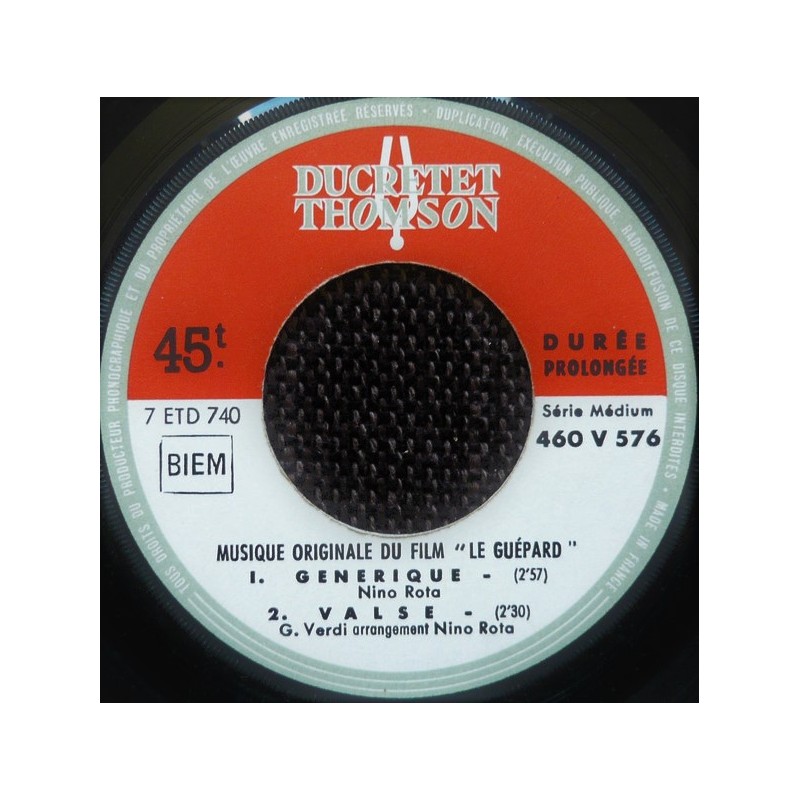 TOUS DROITS DU PRODUCTEUR PHONOGRAPHIQUE ET DU PROPRIÉTAIRE DE L'ŒUVRE ENREGISTRÉE RÉSERVÉS • DUPLICATION, EXÉCUTION PUBLIQUE, RADIODIFFUSION DE CE DISQUE INTERDITES • MADE IN FRANCE •
DUCRETET
THOMSON
45t.
DURÉE
PROLONGÉE
7 ETD 740
BIEM
Série Médium
460 V 576
MUSIQUE ORIGINALE DU FILM "LE GUÉPARD"
1. GENERIQUE - (2'57)
Nino Rota
2. VALSE - (2'30)
G. Verdi arrangement Nino Rota